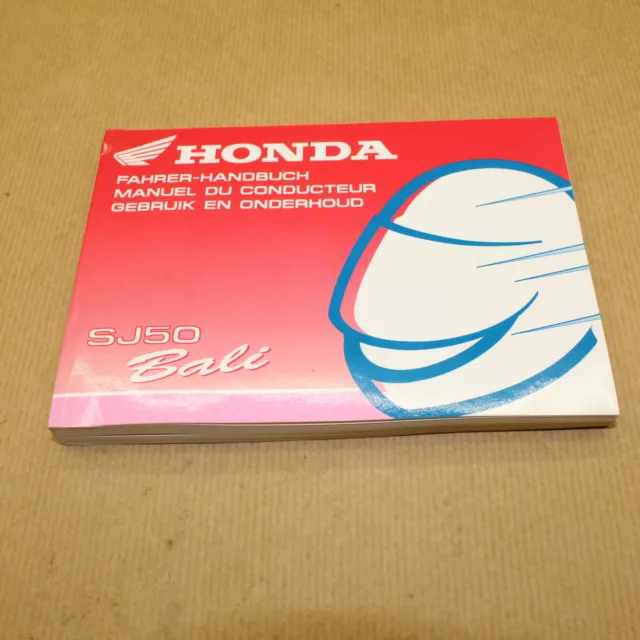 HONDA
FAHRER-HANDBUCH
MANUEL DU CONDUCTEUR
GEBRUIK EN ONDERHOUD
SJ50
Bali